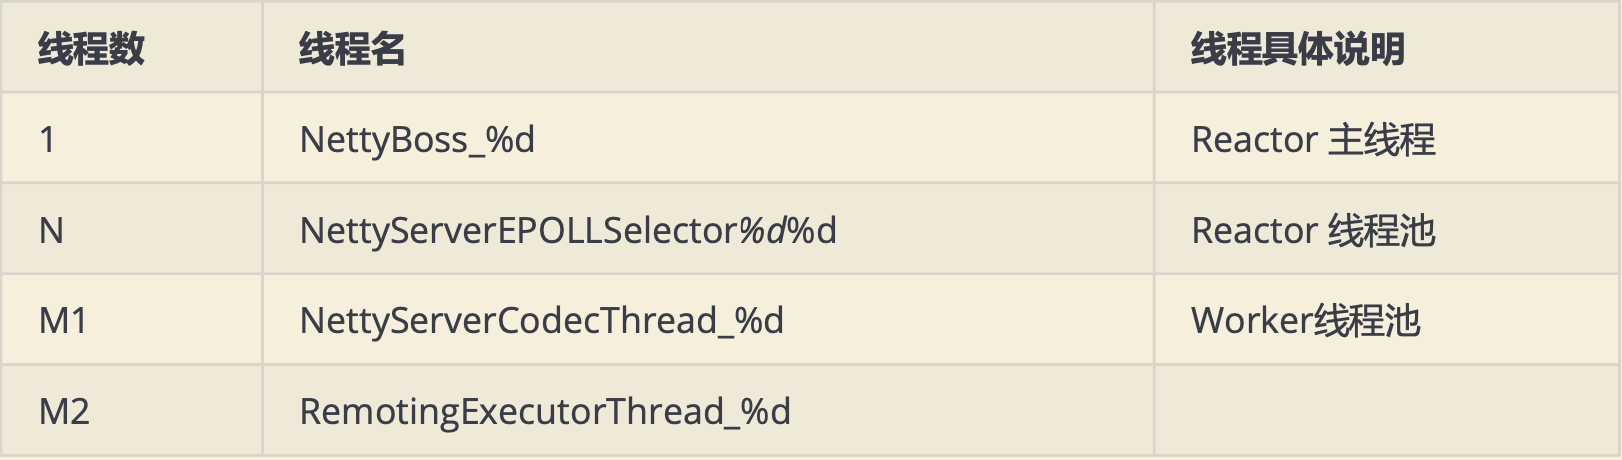 线程数 线程名 线程具体说明
1 NettyBoss_%d Reactor 主线程
N NettyServerEPOLLSelector%d%d Reactor 线程池
M1 NettyServerCodecThread_%d Worker线程池
M2 RemotingExecutorThread_%d